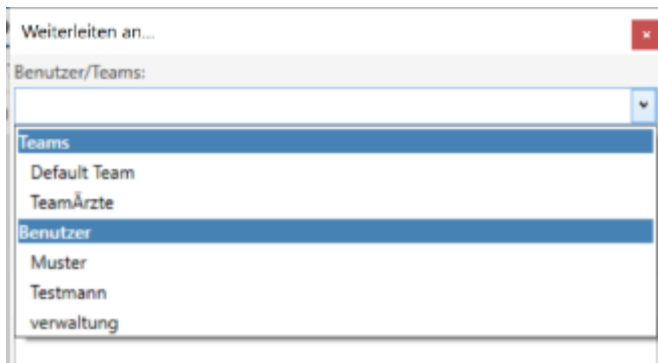 Weiterleiten an...
Benutzer/Teams:
Teams
Default Team
TeamÄrzte
Benutzer
Muster
Testmann
verwaltung